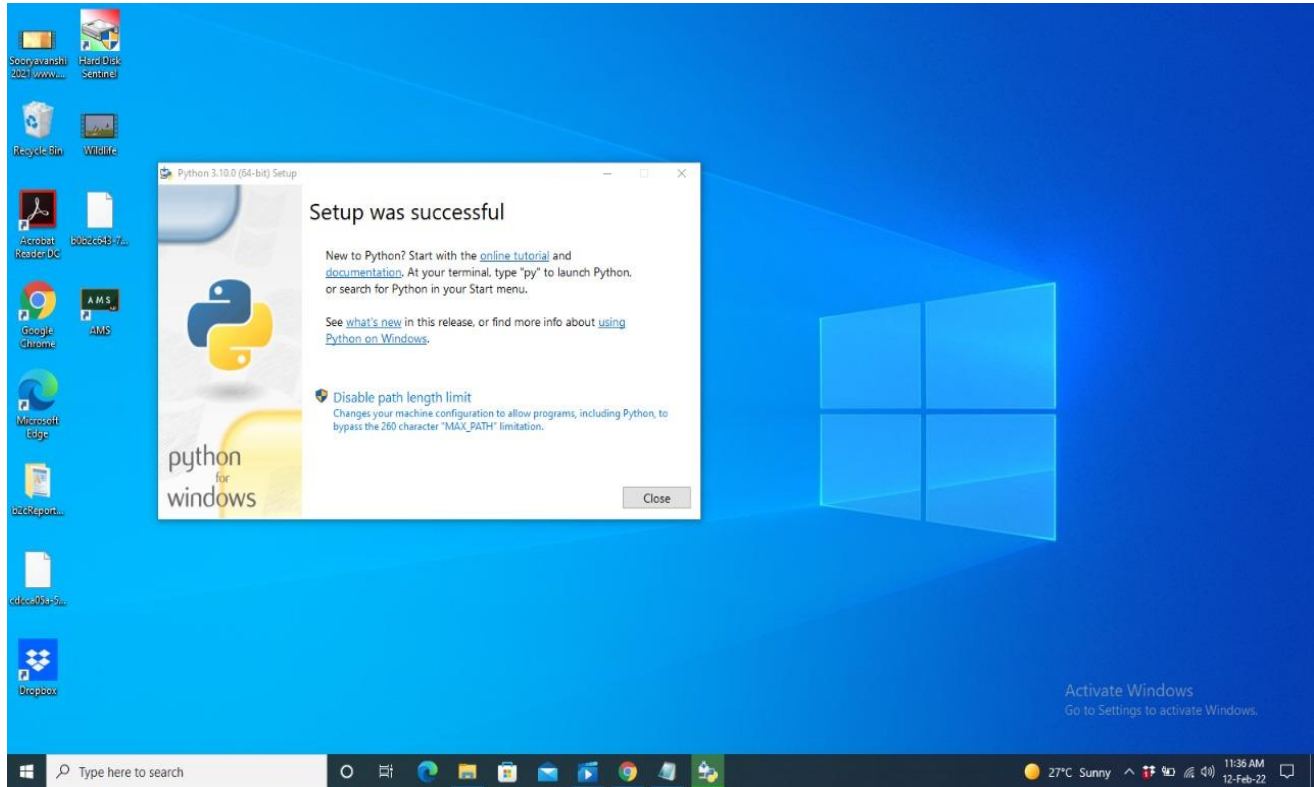 Sooryavanshi
2021 www....
Hard Disk
Sentinel
Recycle Bin
Wildlife
Acrobat
Reader DC
b0b2c643-7...
Google
Chrome
AMS
AMS
Microsoft
Edge
b2cReport...
cdcca05a-5...
Dropbox
Python 3.10.0 (64-bit) Setup
Setup was successful
New to Python? Start with the online tutorial and
documentation. At your terminal, type "py" to launch Python,
or search for Python in your Start menu.
See what's new in this release, or find more info about using
Python on Windows.
Disable path length limit
Changes your machine configuration to allow programs, including Python, to
bypass the 260 character "MAX_PATH" limitation.
python
for
windows
Close
Activate Windows
Go to Settings to activate Windows.
Type here to search
27°C Sunny
11:36 AM
12-Feb-22